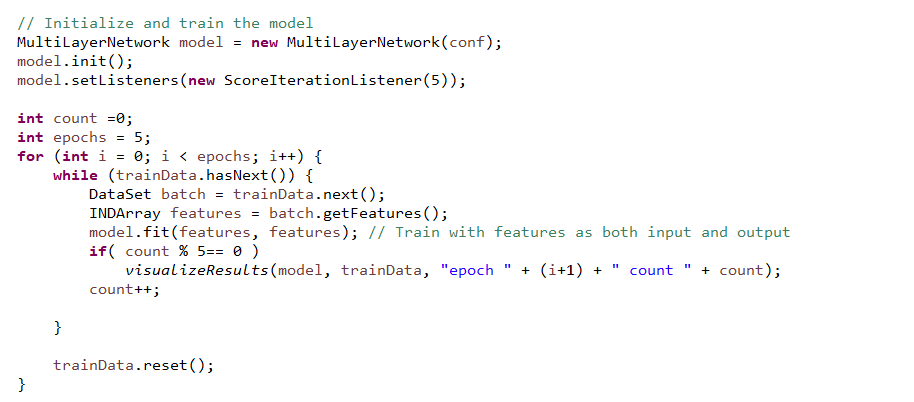 // Initialize and train the model
MultiLayerNetwork model = new MultiLayerNetwork(conf);
model.init();
model.setListeners(new ScoreIterationListener(5));

int count =0;
int epochs = 5;
for (int i = 0; i < epochs; i++) {
    while (trainData.hasNext()) {
        DataSet batch = trainData.next();
        INDArray features = batch.getFeatures();
        model.fit(features, features); // Train with features as both input and output
        if( count % 5== 0 )
            visualizeResults(model, trainData, "epoch " + (i+1) + " count " + count);
        count++;

    }

    trainData.reset();
}